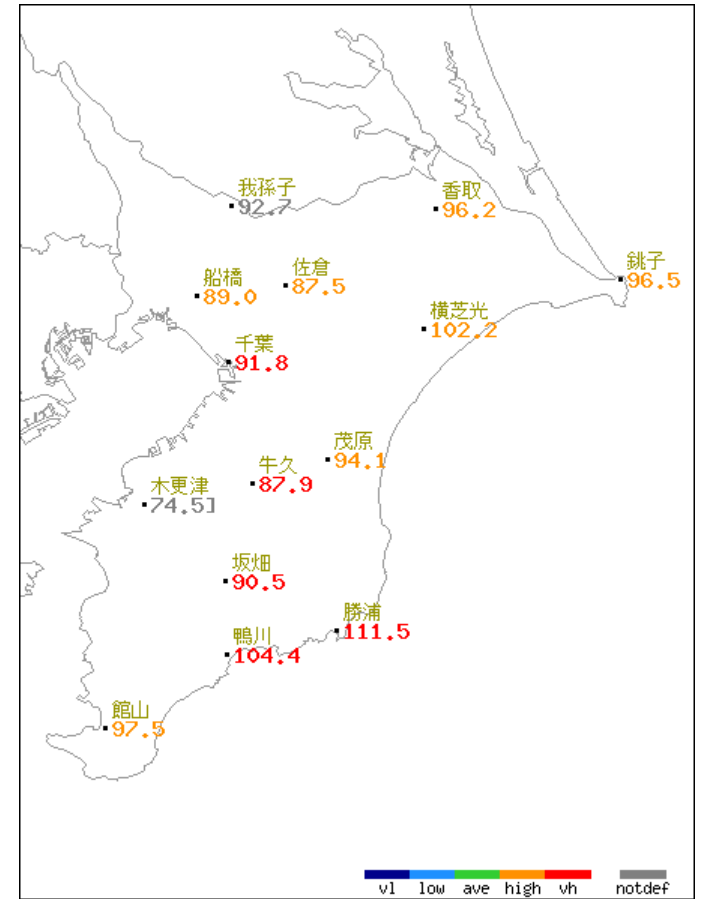 我孫子
92.7
香取
96.2
船橋
89.0
佐倉
87.5
銚子
96.5
横芝光
102.2
千葉
91.8
茂原
94.1
牛久
87.9
木更津
74.5]
坂畑
90.5
勝浦
111.5
鴨川
104.4
館山
97.5
vl low ave high vh notdef